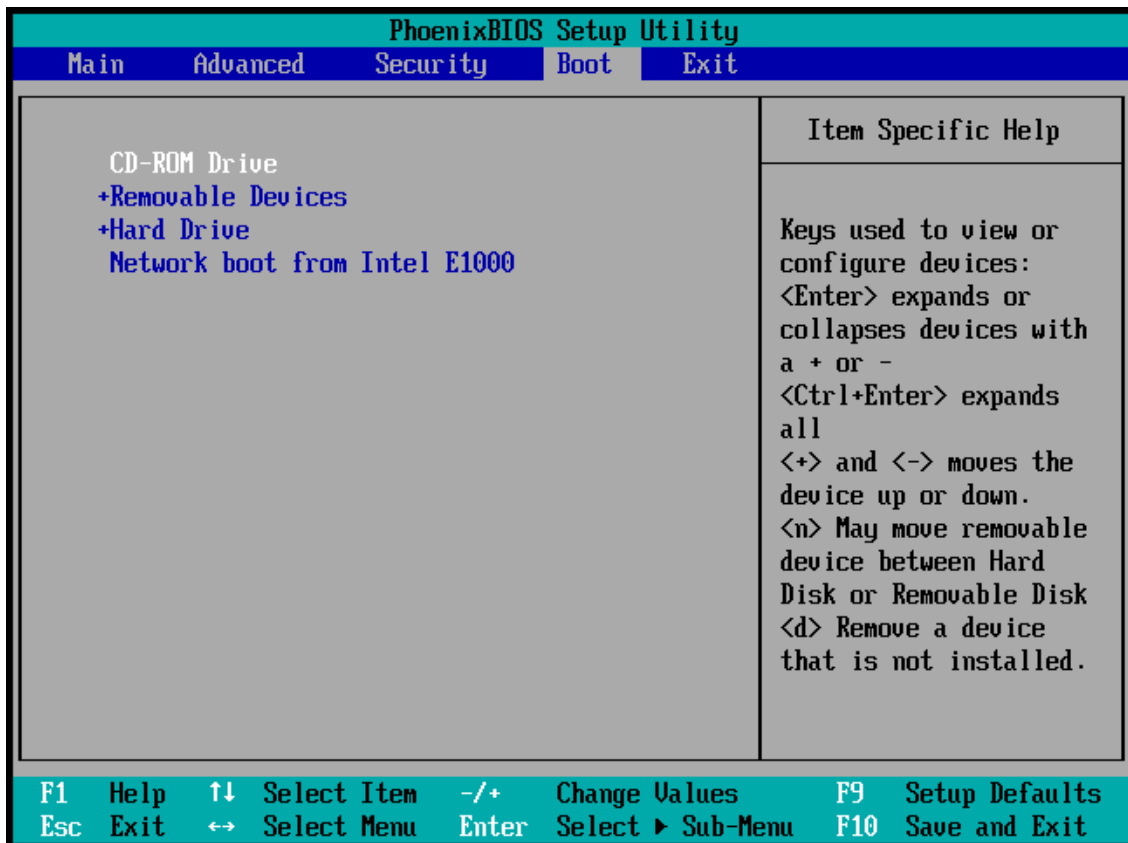 PhoenixBIOS Setup Utility
Main Advanced Security Boot Exit
CD-ROM Drive
+Removable Devices
+Hard Drive
Network boot from Intel E1000
Item Specific Help
Keys used to view or
configure devices:
<Enter> expands or
collapses devices with
a + or -
<Ctrl+Enter> expands
all
<+> and <-> moves the
device up or down.
<n> May move removable
device between Hard
Disk or Removable Disk
<d> Remove a device
that is not installed.
F1 Help ↑↓ Select Item -/+ Change Values F9 Setup Defaults
Esc Exit ↔ Select Menu Enter Select ▶ Sub-Menu F10 Save and Exit